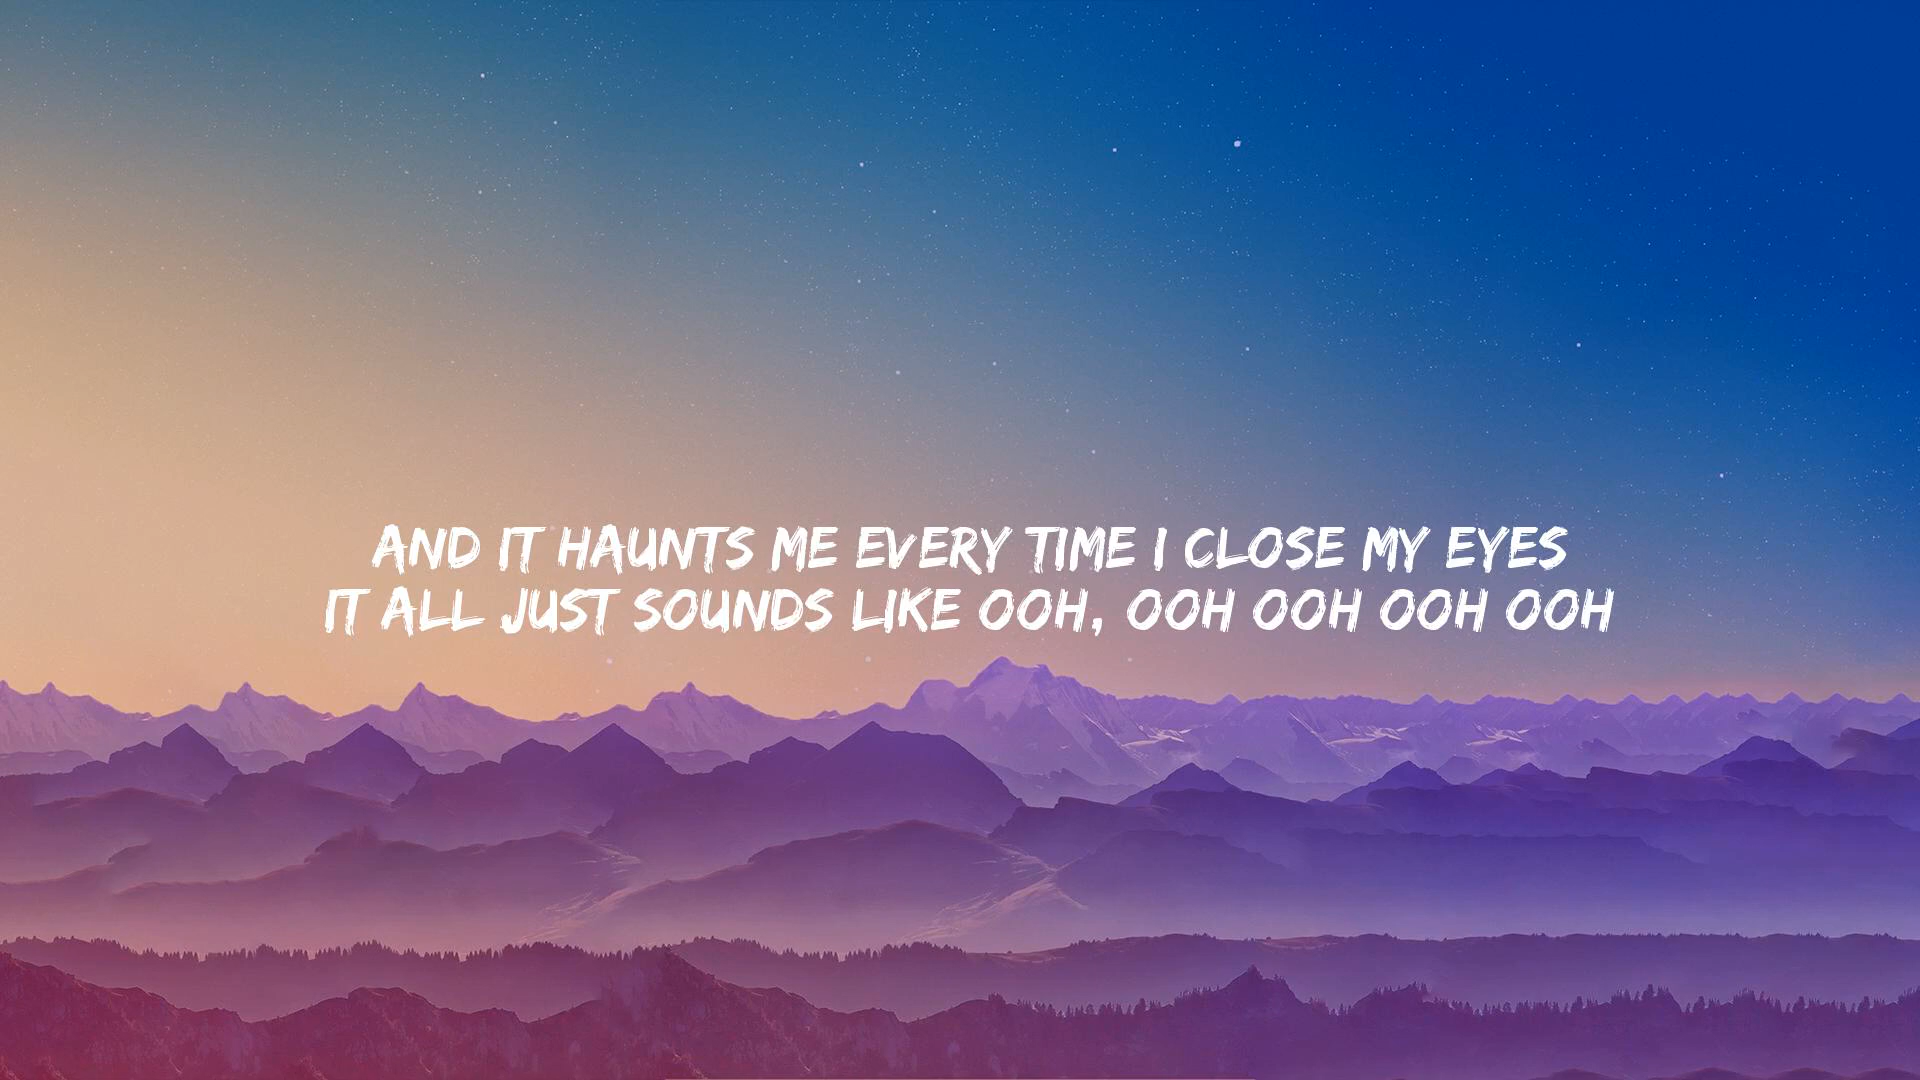 AND IT HAUNTS ME EVERY TIME I CLOSE MY EYES
IT ALL JUST SOUNDS LIKE OOH, OOH OOH OOH OOH